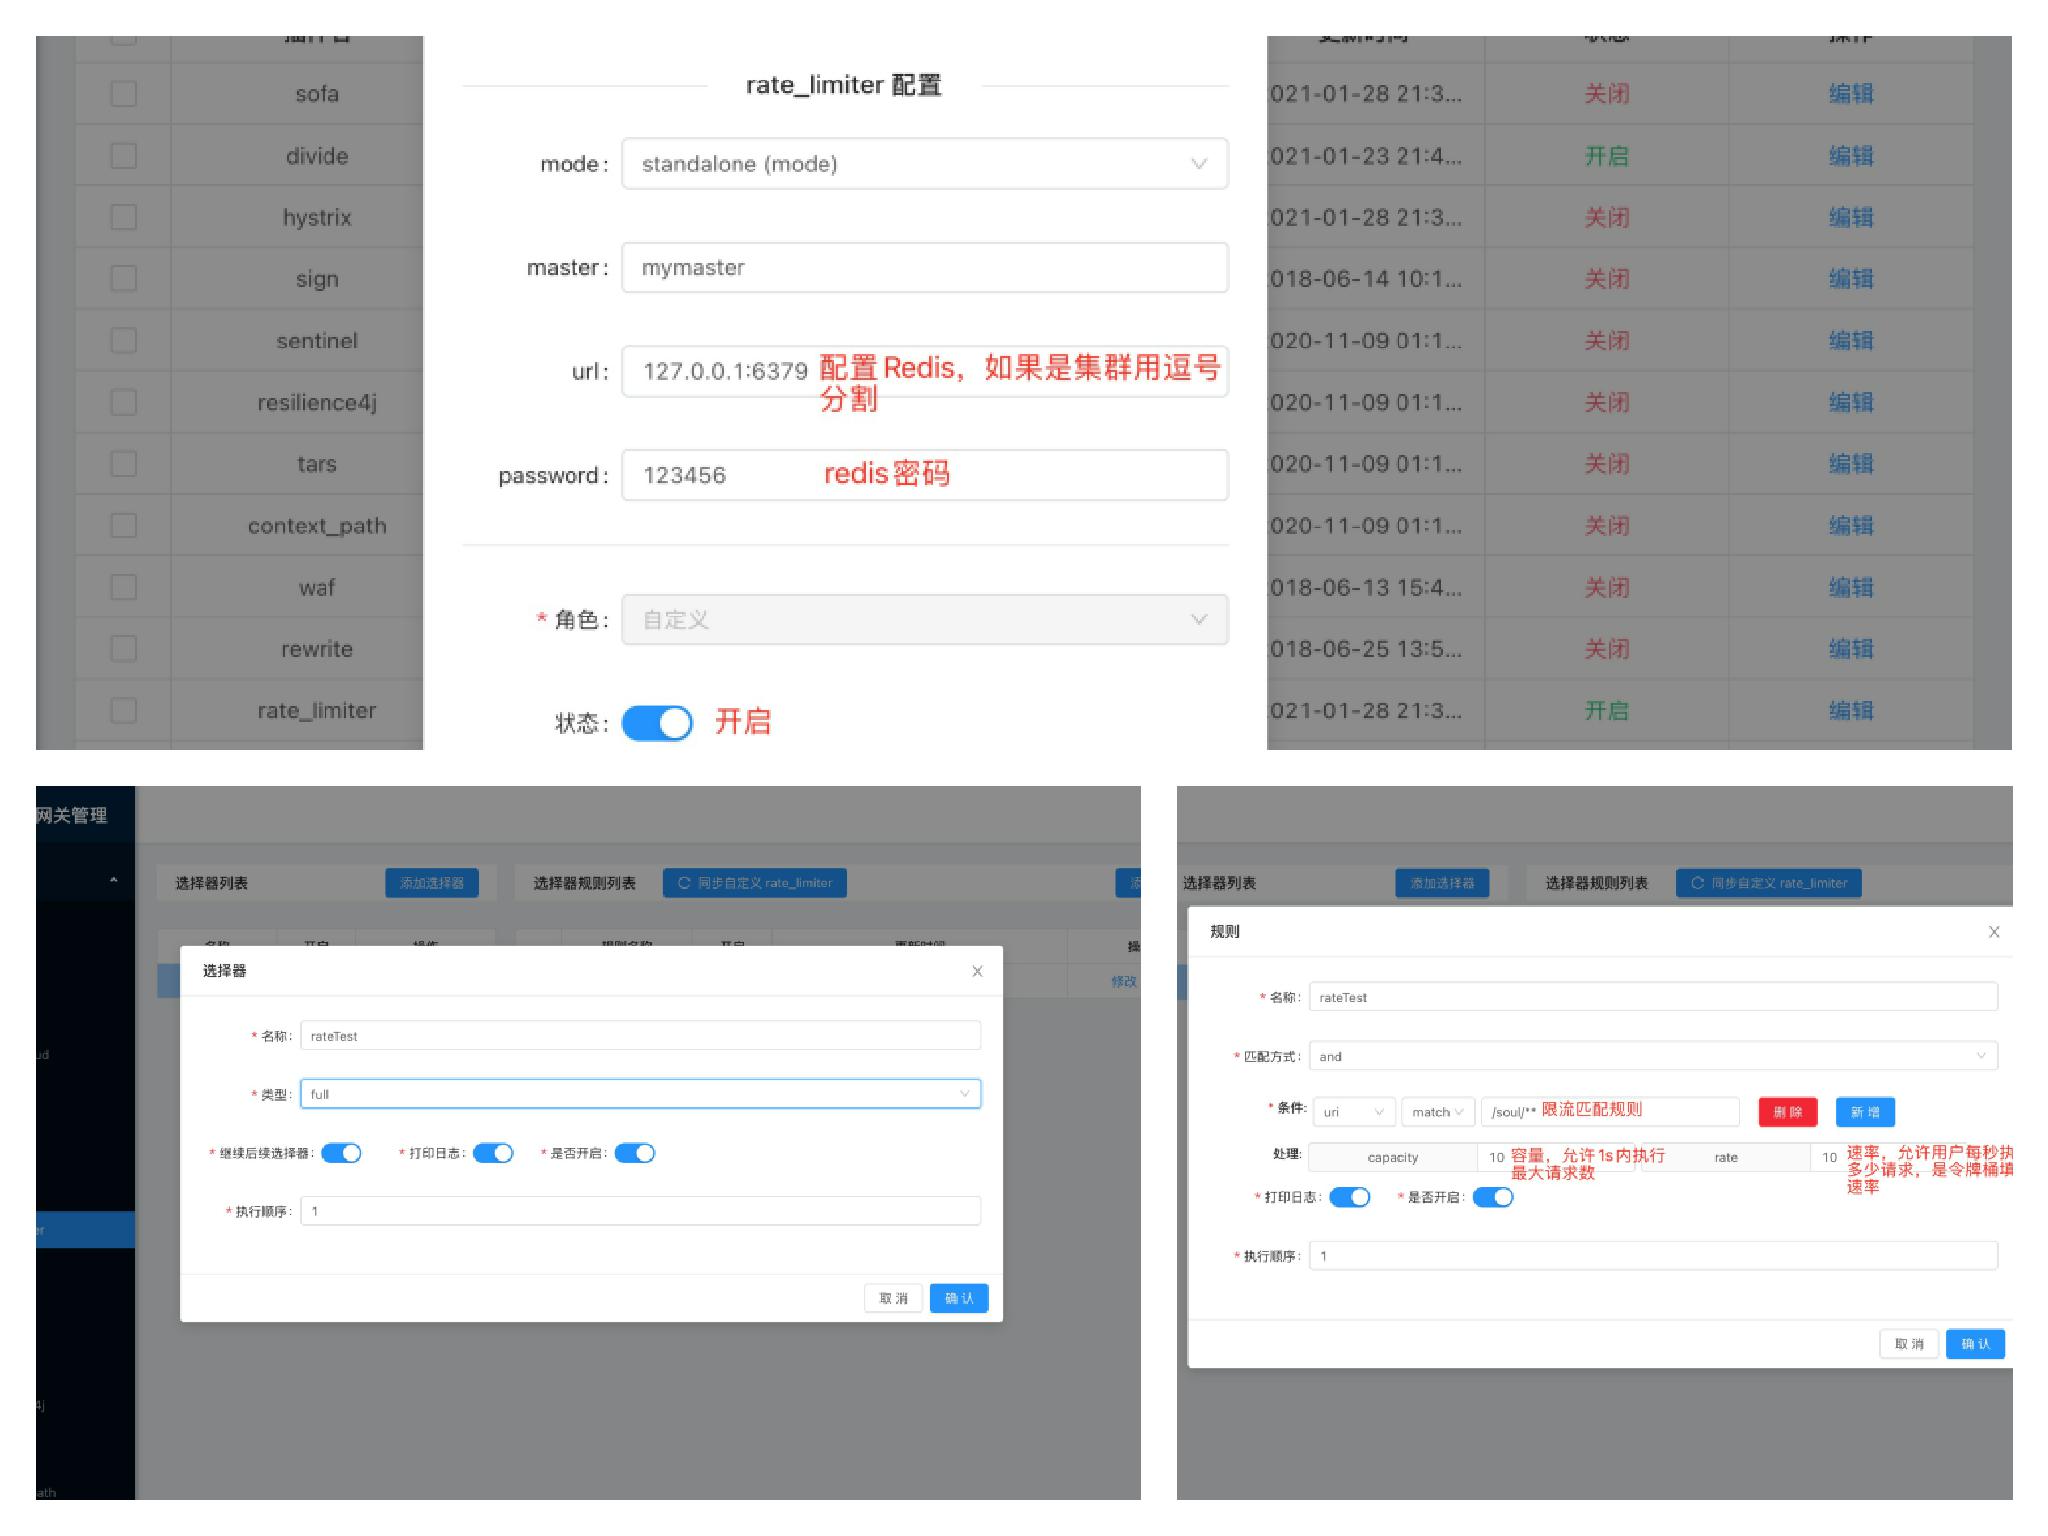 rate_limiter 配置
sofa
021-01-28 21:3...
关闭
编辑
mode:
standalone (mode)
divide
021-01-23 21:4...
开启
编辑
hystrix
021-01-28 21:3...
关闭
编辑
master:
mymaster
sign
018-06-14 10:1...
关闭
编辑
sentinel
020-11-09 01:1...
关闭
编辑
url:
127.0.0.1:6379
配置Redis，如果是集群用逗号
分割
resilience4j
020-11-09 01:1...
关闭
编辑
tars
020-11-09 01:1...
关闭
编辑
password:
123456
redis密码
context_path
020-11-09 01:1...
关闭
编辑
waf
018-06-13 15:4...
关闭
编辑
* 角色:
自定义
rewrite
018-06-25 13:5...
关闭
编辑
rate_limiter
021-01-28 21:3...
开启
编辑
状态:
开启
网关管理
选择器列表
添加选择器
选择器规则列表
同步自定义 rate_limiter
修改
选择器
* 名称:
rateTest
* 类型:
full
* 继续后续选择器:
* 打印日志:
* 是否开启:
* 执行顺序:
1
取 消
确 认
选择器列表
添加选择器
选择器规则列表
同步自定义 rate_limiter
规则
* 名称:
rateTest
* 匹配方式:
and
* 条件:
uri
match
/soul/**
限流匹配规则
删 除
新 增
处理:
capacity
10
容量，允许1s内执行
最大请求数
rate
10
速率，允许用户每秒执
多少请求，是令牌桶填
速率
* 打印日志:
* 是否开启:
* 执行顺序:
1
取 消
确 认